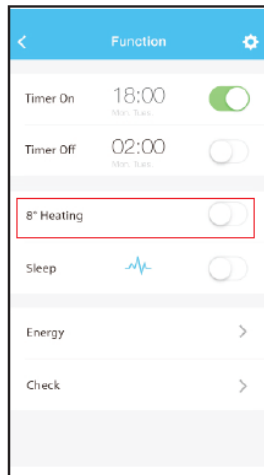 Function
Timer On 18:00
Mon, Tues.
Timer Off 02:00
Mon, Tues.
8° Heating
Sleep
Energy
Check